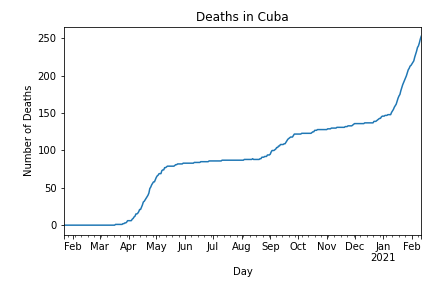 Deaths in Cuba
Number of Deaths
250
200
150
100
50
0
Feb Mar Apr May Jun Jul Aug Sep Oct Nov Dec Jan Feb
2021
Day